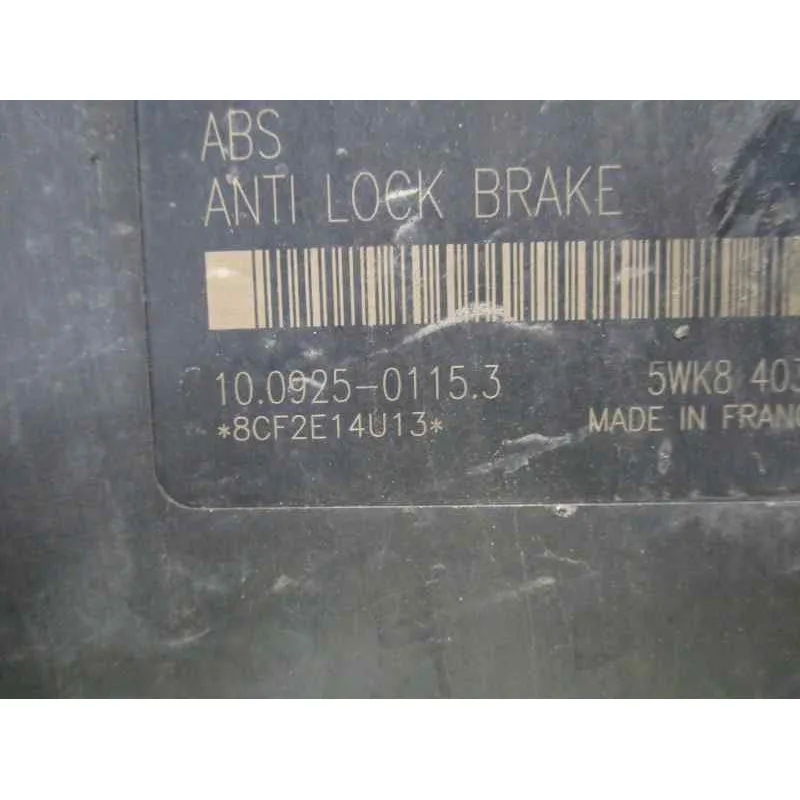 ABS
ANTI LOCK BRAKE
10.0925-0115.3 5WK8 403
*8CF2E14U13* MADE IN FRANC